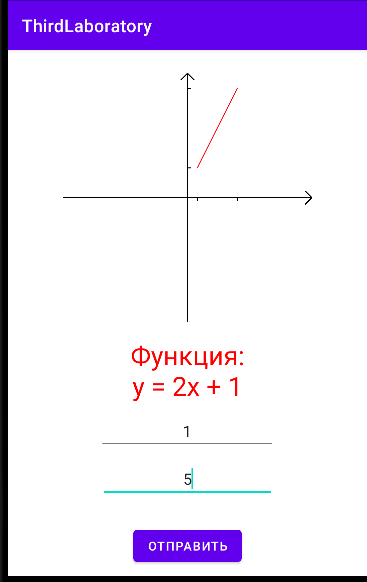 ThirdLaboratory
Функция:
y = 2x + 1
1
5
ОТПРАВИТЬ